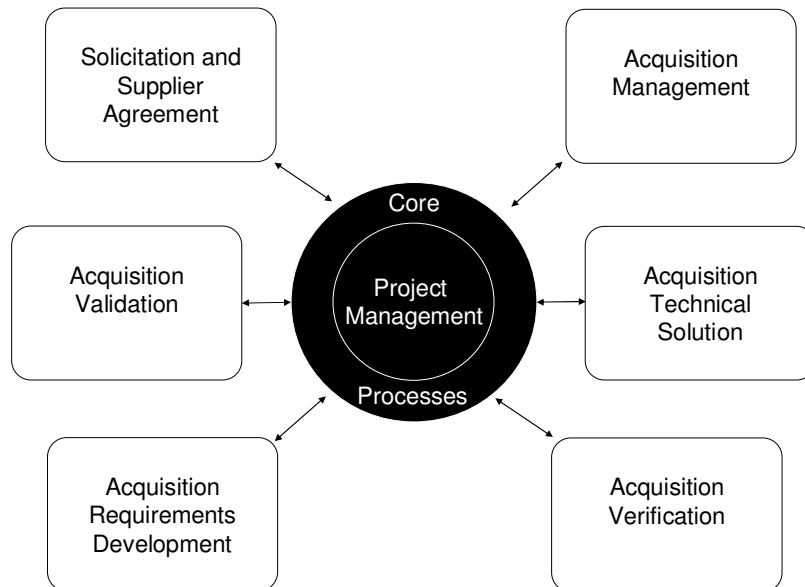 Solicitation and
Supplier
Agreement
Acquisition
Management
Core
Acquisition
Validation
Project
Management
Acquisition
Technical
Solution
Processes
Acquisition
Requirements
Development
Acquisition
Verification